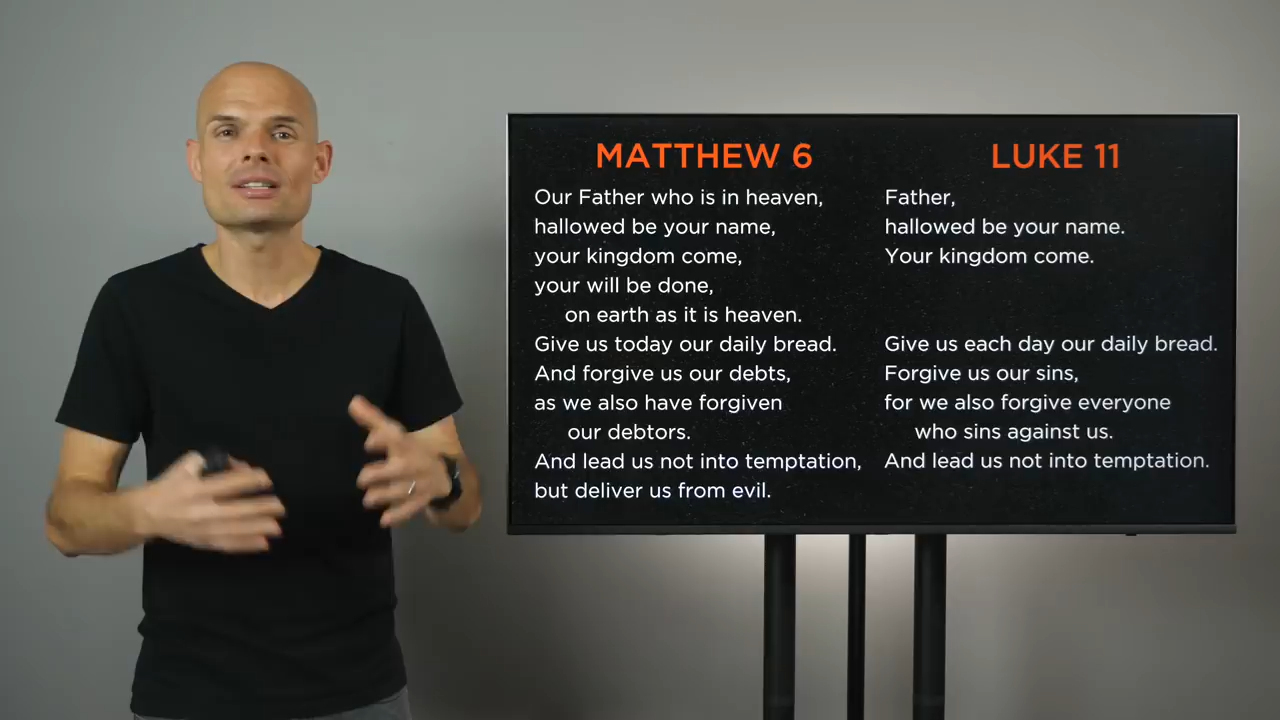 MATTHEW 6
Our Father who is in heaven,
hallowed be your name,
your kingdom come,
your will be done,
on earth as it is heaven.
Give us today our daily bread.
And forgive us our debts,
as we also have forgiven
our debtors.
And lead us not into temptation,
but deliver us from evil.
LUKE 11
Father,
hallowed be your name.
Your kingdom come.
Give us each day our daily bread.
Forgive us our sins,
for we also forgive everyone
who sins against us.
And lead us not into temptation.